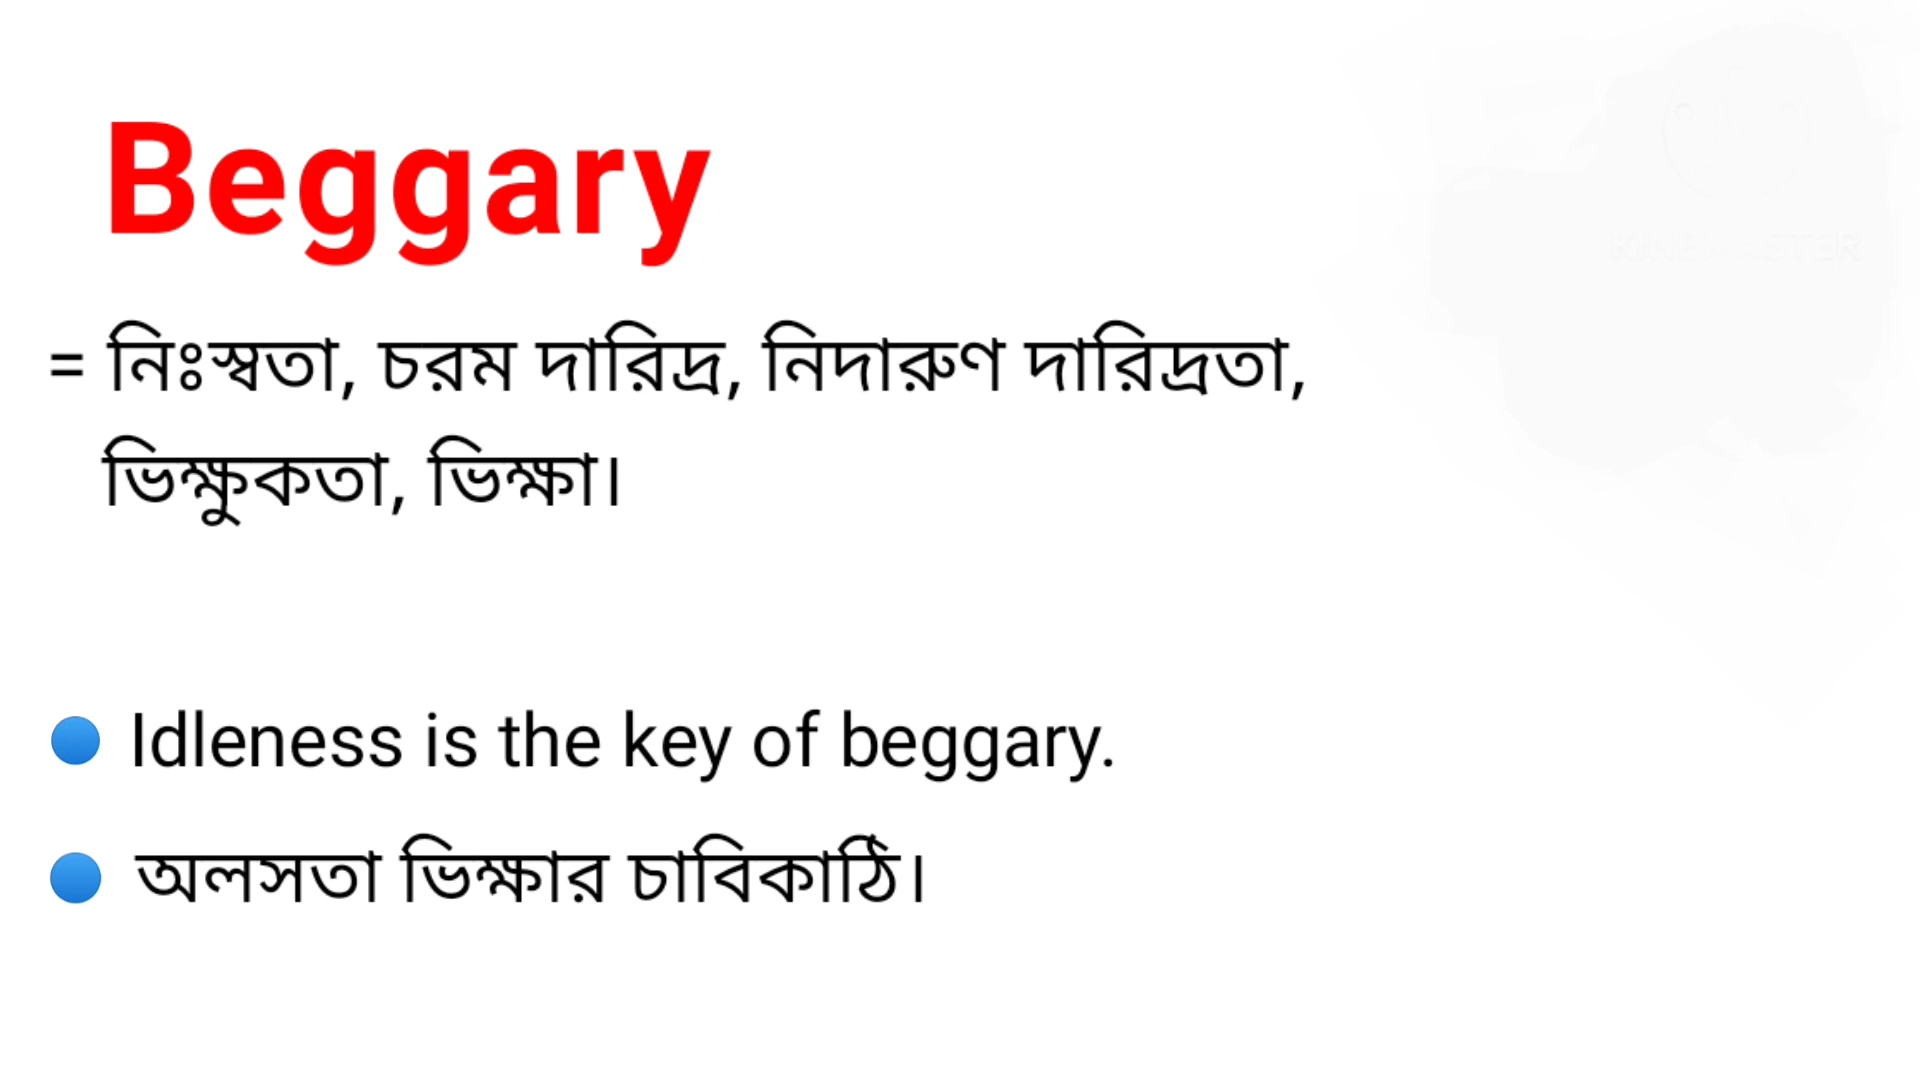 Beggary
= নিঃস্বতা, চরম দারিদ্র, নিদারুণ দারিদ্রতা,
ভিক্ষুকতা, ভিক্ষা।
Idleness is the key of beggary.
অলসতা ভিক্ষার চাবিকাঠি।